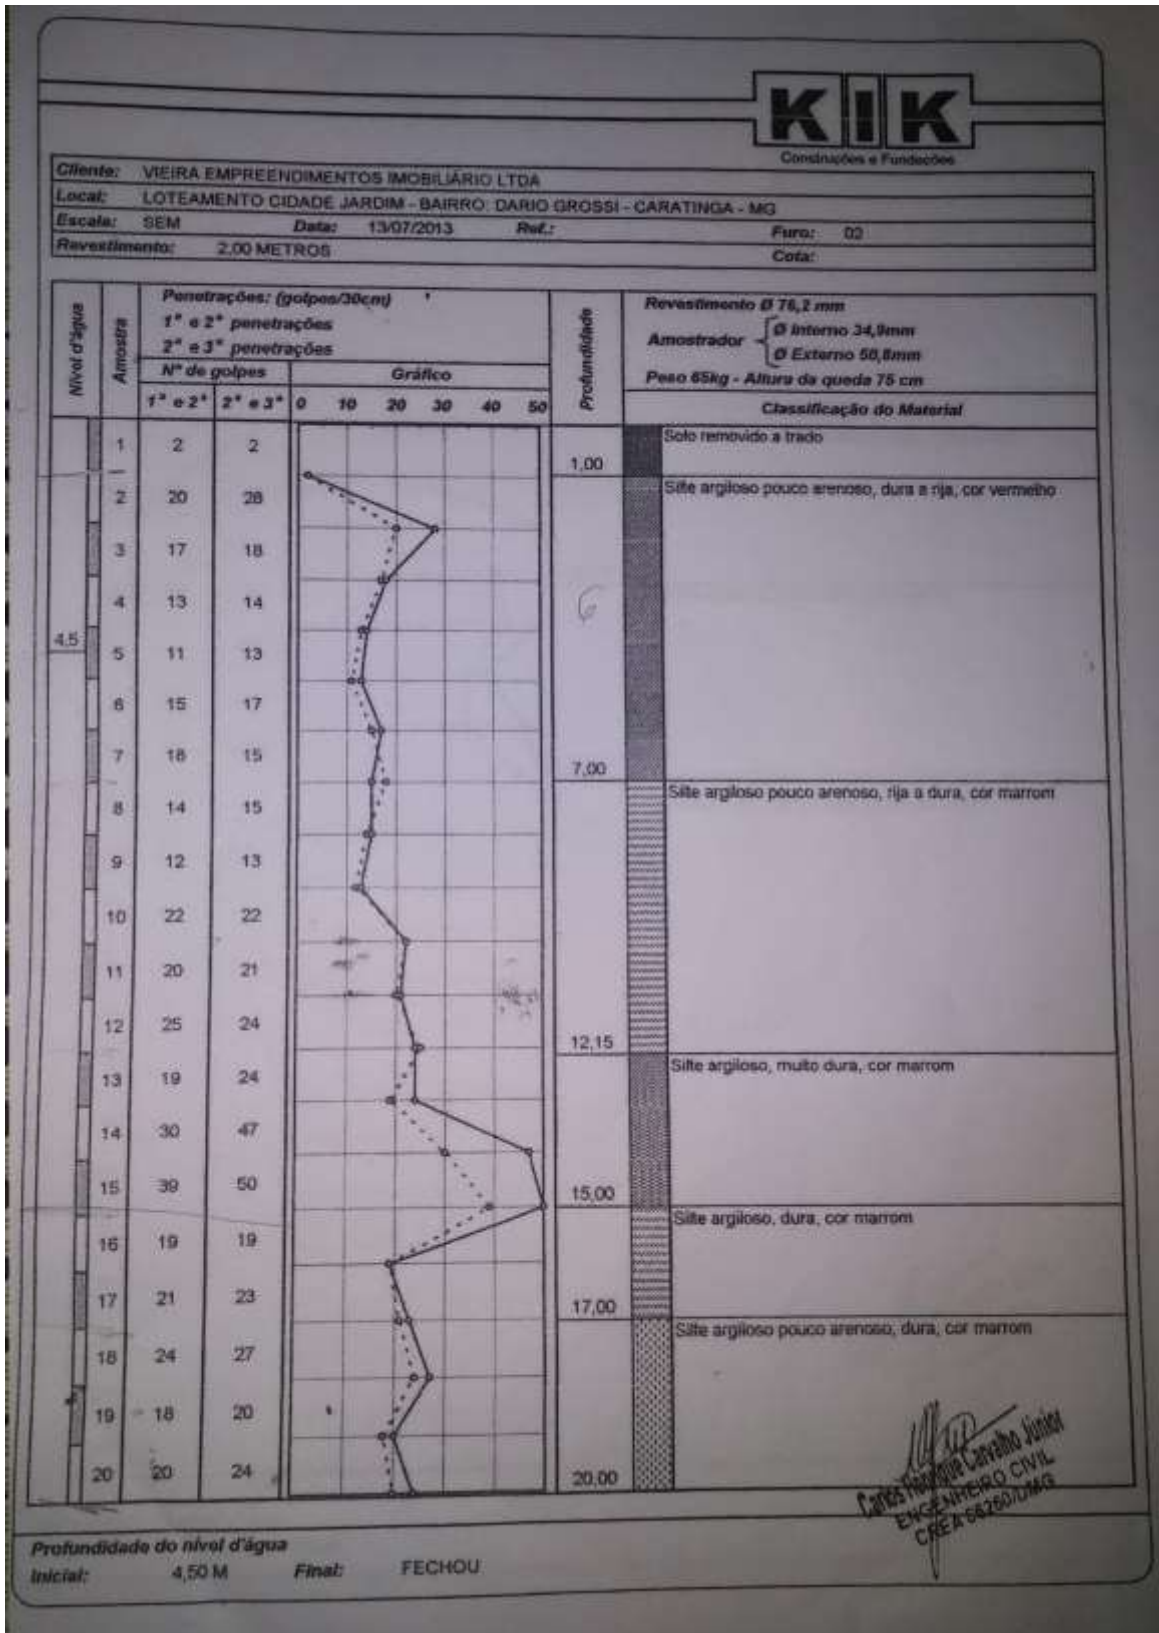 KIK
Construções e Fundações
Cliente: VIEIRA EMPREENDIMENTOS IMOBILIÁRIO LTDA
Local: LOTEAMENTO CIDADE JARDIM - BAIRRO: DARIO GROSSI - CARATINGA - MG
Escala: SEM Data: 13/07/2013 Ref.: Furo: 02
Revestimento: 2,00 METROS Cota:
Nível d'água
Amostra
Penetrações: (golpes/30cm)
1ª e 2ª penetrações
2ª e 3ª penetrações
Nº de golpes Gráfico
1ª e 2ª 2ª e 3ª 0 10 20 30 40 50
Profundidade
Revestimento Ø 76,2 mm
Amostrador Ø Interno 34,9mm
Ø Externo 50,8mm
Peso 65kg - Altura da queda 75 cm
Classificação do Material
1 2 2 1,00 Solo removido a trado
2 20 28 Silte argiloso pouco arenoso, dura a rija, cor vermelho
3 17 18
4 13 14
4,5
5 11 13
6 15 17
7 18 15 7,00
8 14 15 Silte argiloso pouco arenoso, rija a dura, cor marrom
9 12 13
10 22 22
11 20 21
12 25 24 12,15
13 19 24 Silte argiloso, muito dura, cor marrom
14 30 47
15 39 50 15,00
16 19 19 Silte argiloso, dura, cor marrom
17 21 23 17,00
18 24 27 Silte argiloso pouco arenoso, dura, cor marrom
19 18 20
20 20 24 20,00
Carlos Henrique Carvalho Júnior
ENGENHEIRO CIVIL
Profundidade do nível d'água
Inicial: 4,50 M Final: FECHOU